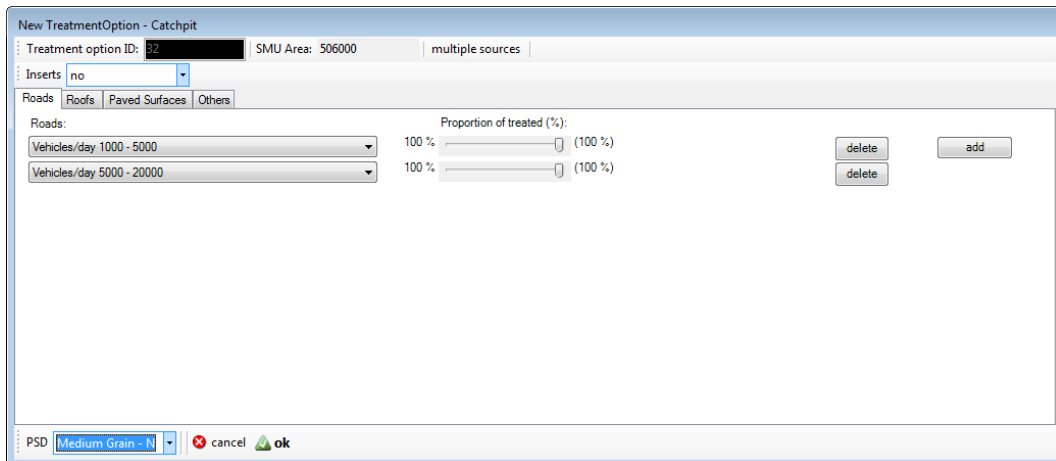 New TreatmentOption - Catchpit
Treatment option ID: 32 SMU Area: 506000 multiple sources
Inserts no
Roads Roofs Paved Surfaces Others
Roads: Proportion of treated (%):
Vehicles/day 1000 - 5000 100 % (100 %) delete add
Vehicles/day 5000 - 20000 100 % (100 %) delete
PSD Medium Grain - N cancel ok